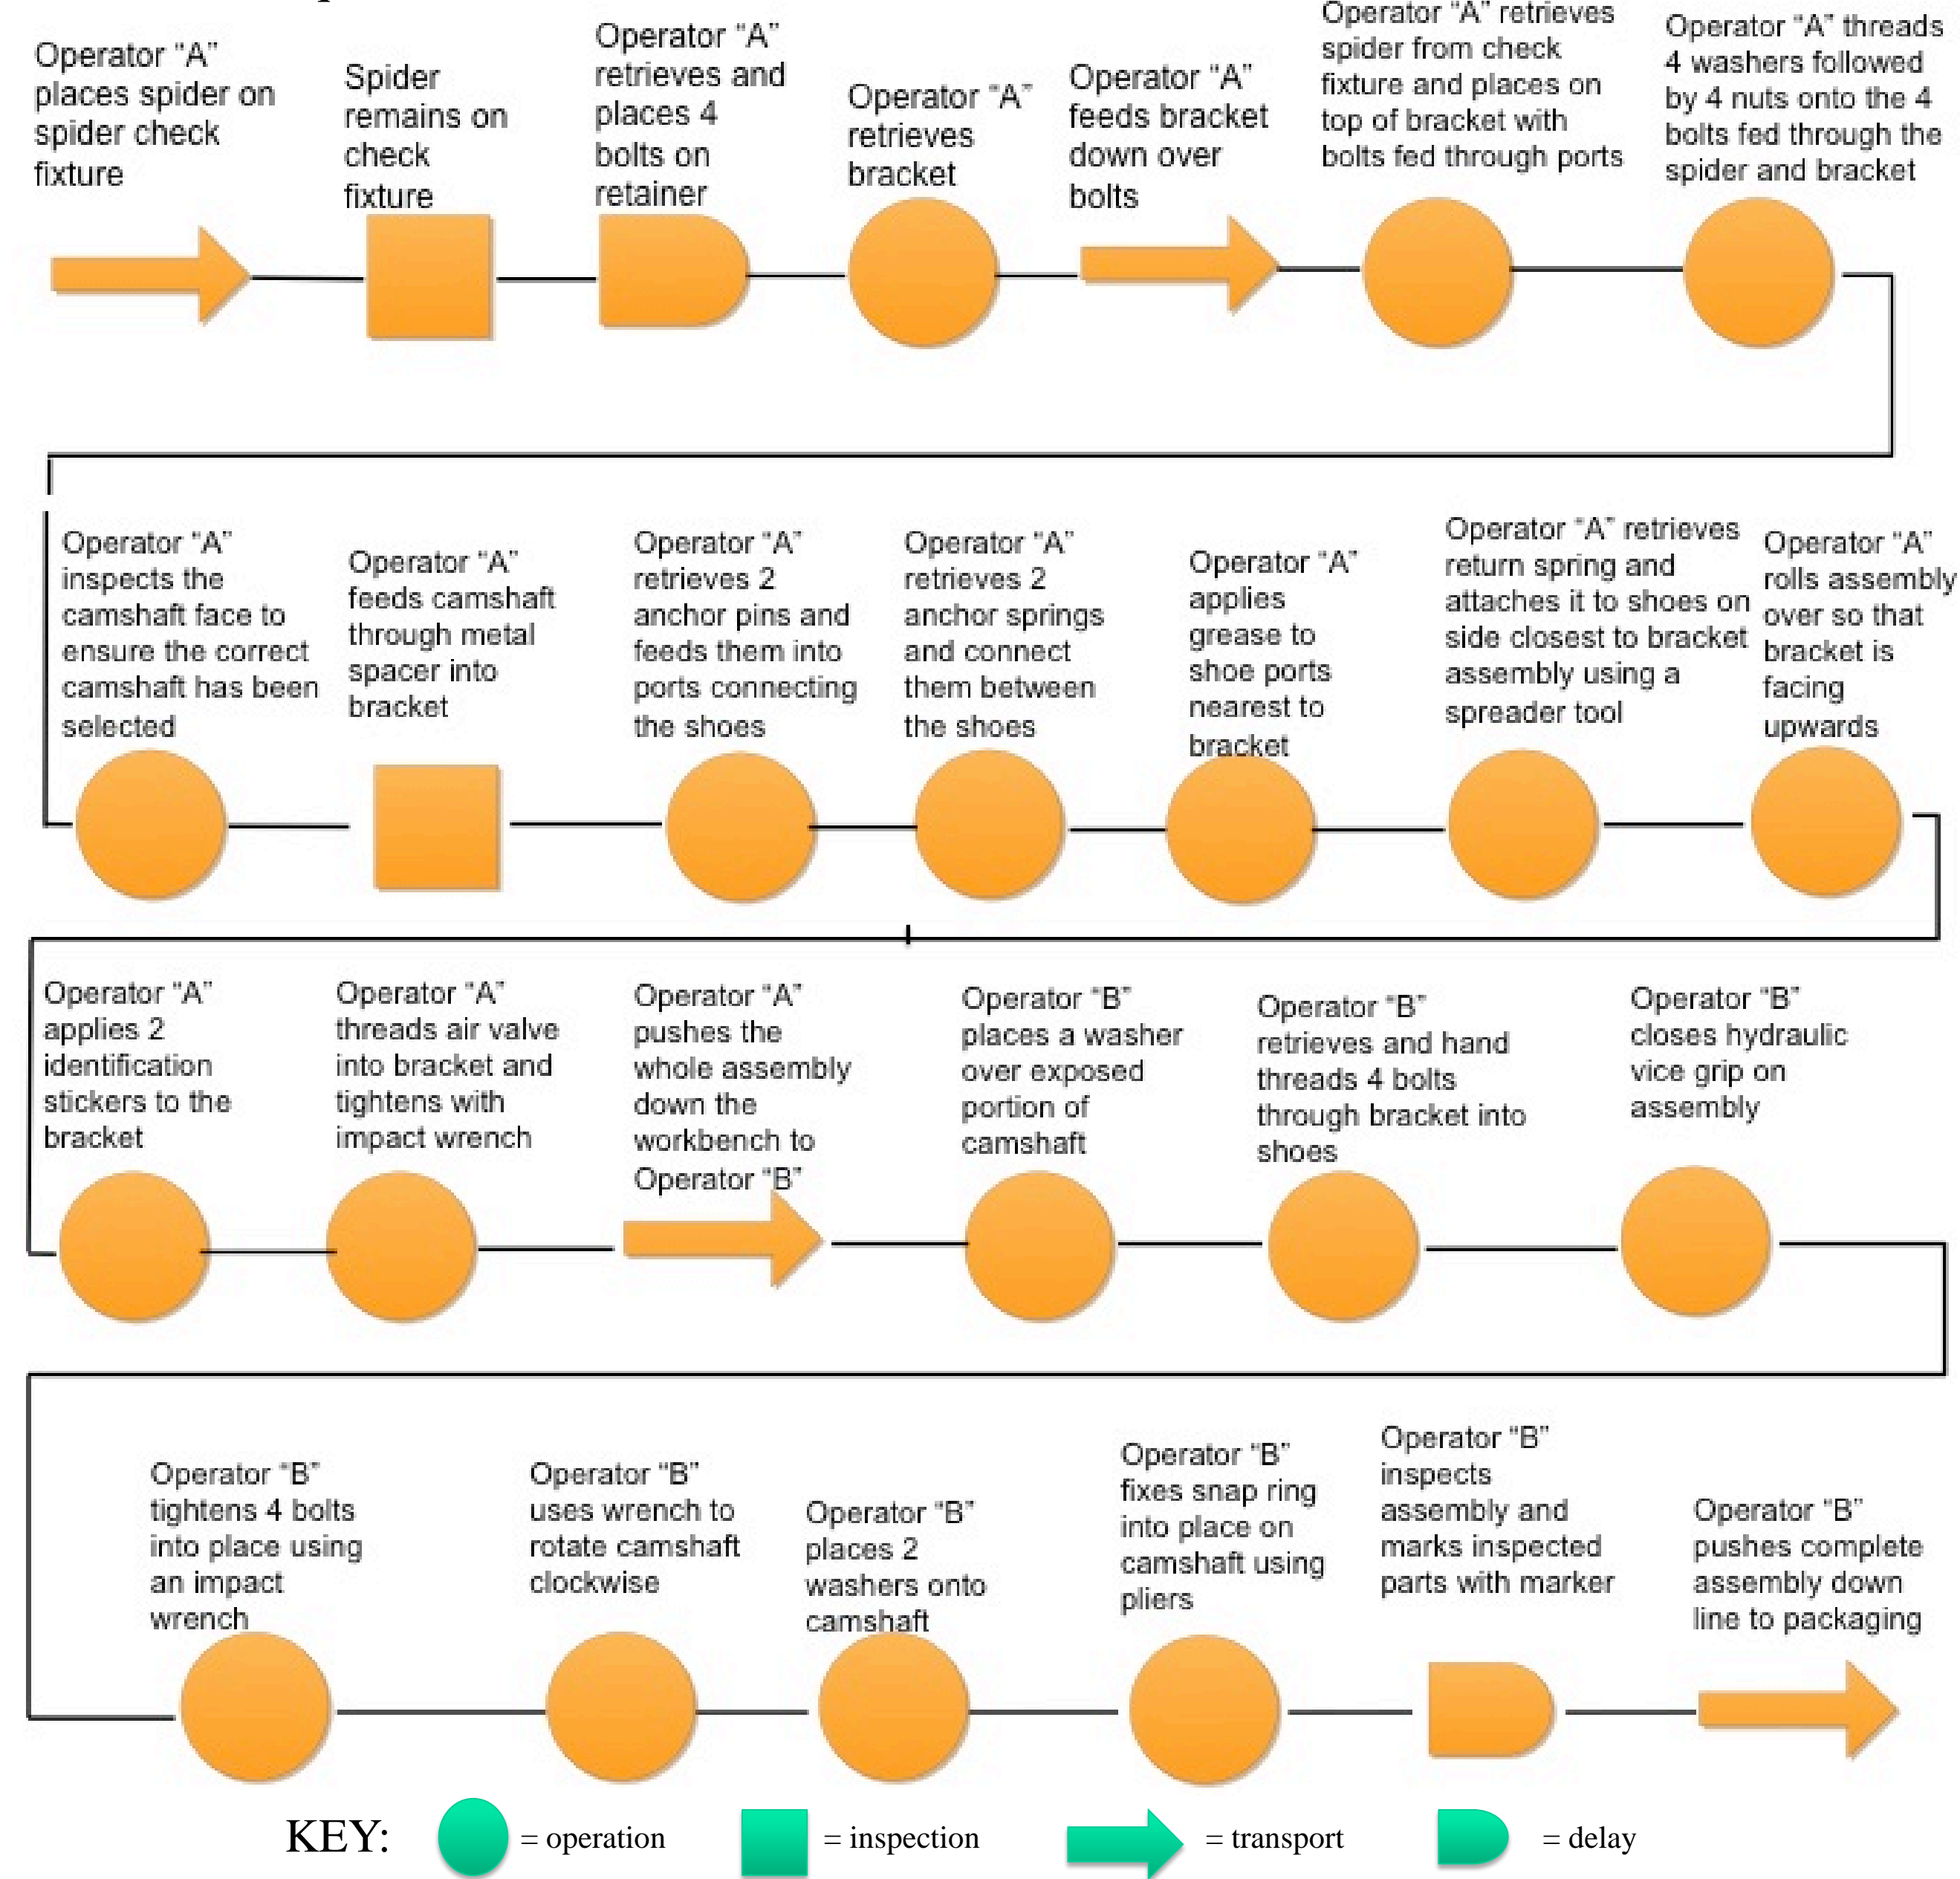 Operator “A”
places spider on
spider check
fixture
Spider
remains on
check
fixture
Operator “A”
retrieves and
places 4
bolts on
retainer
Operator “A”
retrieves
bracket
Operator “A”
feeds bracket
down over
bolts
Operator “A” retrieves
spider from check
fixture and places on
top of bracket with
bolts fed through ports
Operator “A” threads
4 washers followed
by 4 nuts onto the 4
bolts fed through the
spider and bracket
Operator “A”
inspects the
camshaft face to
ensure the correct
camshaft has been
selected
Operator “A”
feeds camshaft
through metal
spacer into
bracket
Operator “A”
retrieves 2
anchor pins and
feeds them into
ports connecting
the shoes
Operator “A”
retrieves 2
anchor springs
and connect
them between
the shoes
Operator “A”
applies
grease to
shoe ports
nearest to
bracket
Operator “A” retrieves
return spring and
attaches it to shoes on
side closest to bracket
assembly using a
spreader tool
Operator “A”
rolls assembly
over so that
bracket is
facing
upwards
Operator “A”
applies 2
identification
stickers to the
bracket
Operator “A”
threads air valve
into bracket and
tightens with
impact wrench
Operator “A”
pushes the
whole assembly
down the
workbench to
Operator “B”
Operator “B”
places a washer
over exposed
portion of
camshaft
Operator “B”
retrieves and hand
threads 4 bolts
through bracket into
shoes
Operator “B”
closes hydraulic
vice grip on
assembly
Operator “B”
tightens 4 bolts
into place using
an impact
wrench
Operator “B”
uses wrench to
rotate camshaft
clockwise
Operator “B”
places 2
washers onto
camshaft
Operator “B”
fixes snap ring
into place on
camshaft using
pliers
Operator “B”
inspects
assembly and
marks inspected
parts with marker
Operator “B”
pushes complete
assembly down
line to packaging
KEY:
= operation
= inspection
= transport
= delay